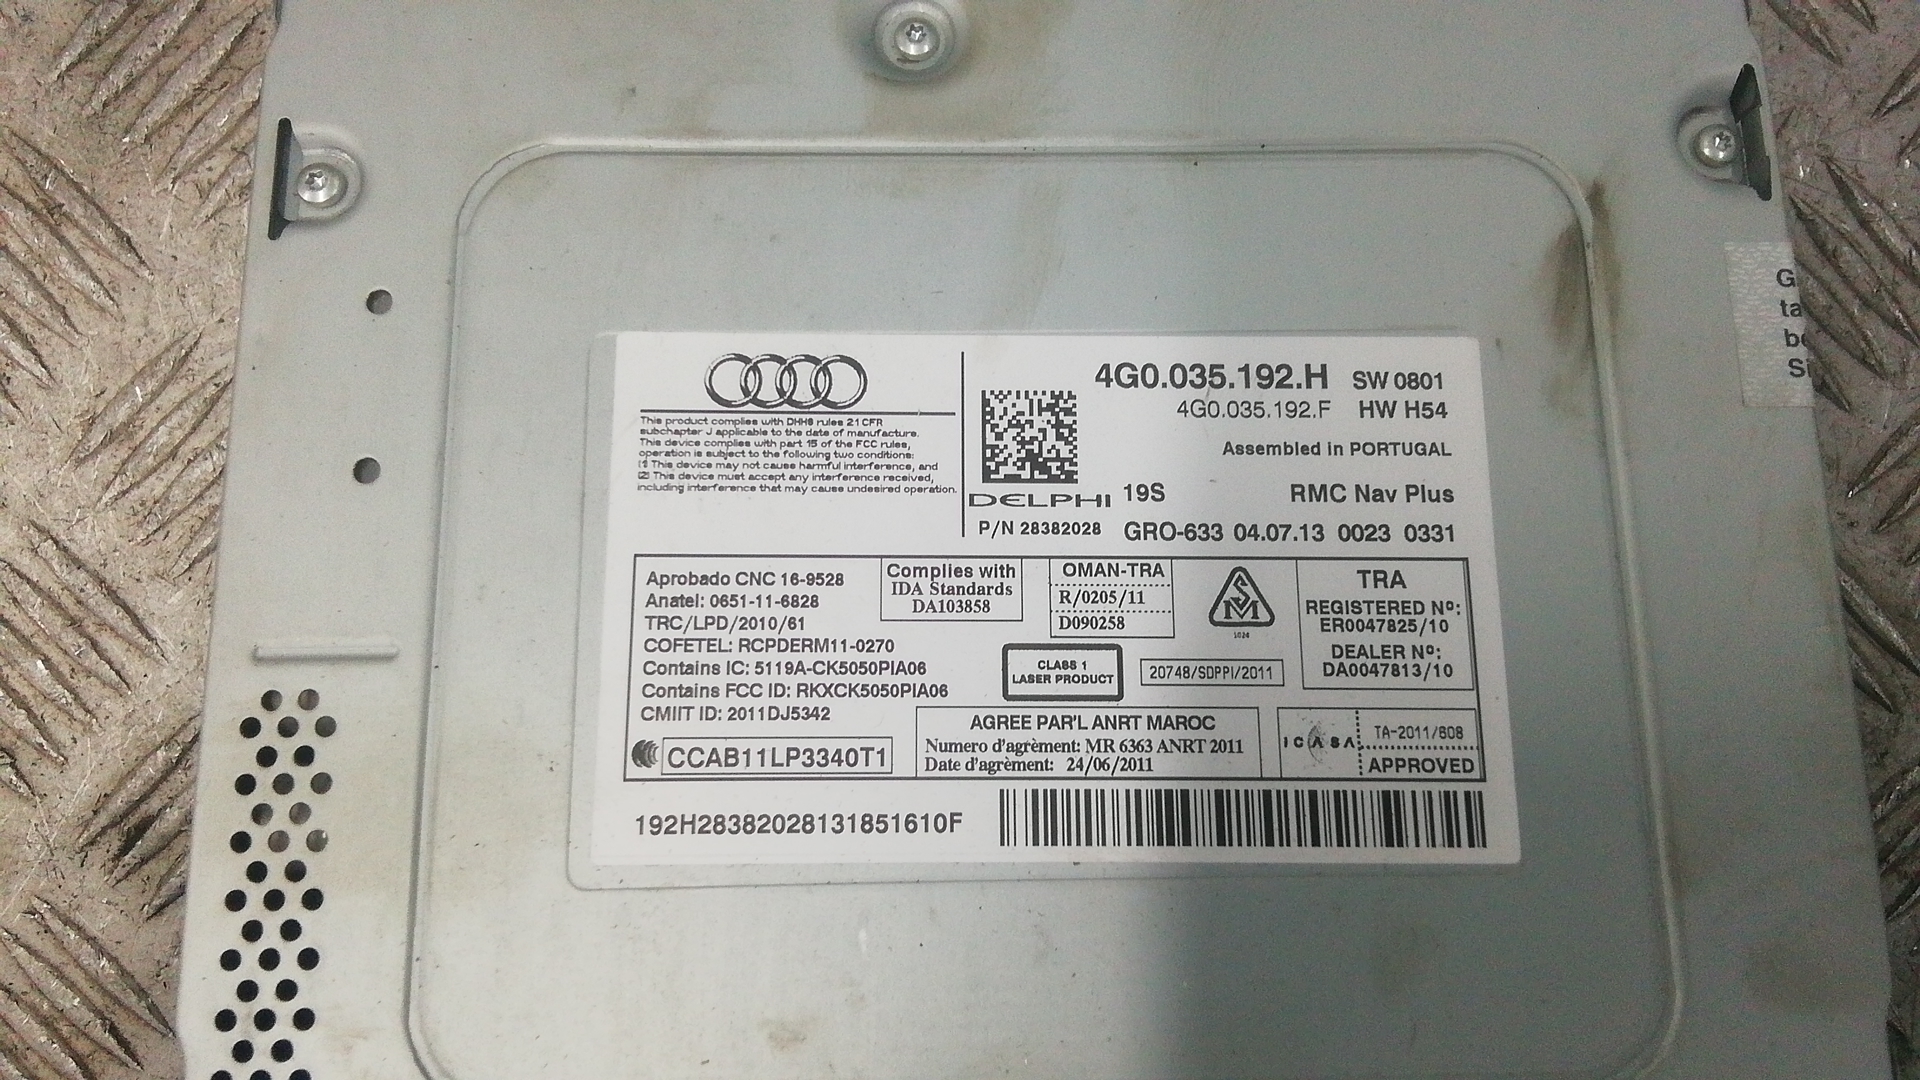 4G0.035.192.H SW 0801
4G0.035.192.F HW H54
Assembled in PORTUGAL
This product complies with DHHS rules 21 CFR
subchapter J applicable to the date of manufacture.
This device complies with part 15 of the FCC rules,
operation is subject to the following two conditions:
(1) This device may not cause harmful interference, and
(2) This device must accept any interference received,
including interference that may cause undesired operation.
DELPHI 19S RMC Nav Plus
P/N 28382028 GRO-633 04.07.13 0023 0331
Aprobado CNC 16-9528
Anatel: 0651-11-6828
TRC/LPD/2010/61
COFETEL: RCPDERM11-0270
Contains IC: 5119A-CK5050PIA06
Contains FCC ID: RKXCK5050PIA06
CMIIT ID: 2011DJ5342
CCAB11LP3340T1
Complies with
IDA Standards
DA103858
OMAN-TRA
R/0205/11
D090258
SM
1024
TRA
REGISTERED Nº:
ER0047825/10
DEALER Nº:
DA0047813/10
CLASS 1
LASER PRODUCT
20748/SDPPI/2011
AGREE PAR'L ANRT MAROC
Numero d'agrèment: MR 6363 ANRT 2011
Date d'agrèment: 24/06/2011
ICASA
TA-2011/608
APPROVED
192H28382028131851610F